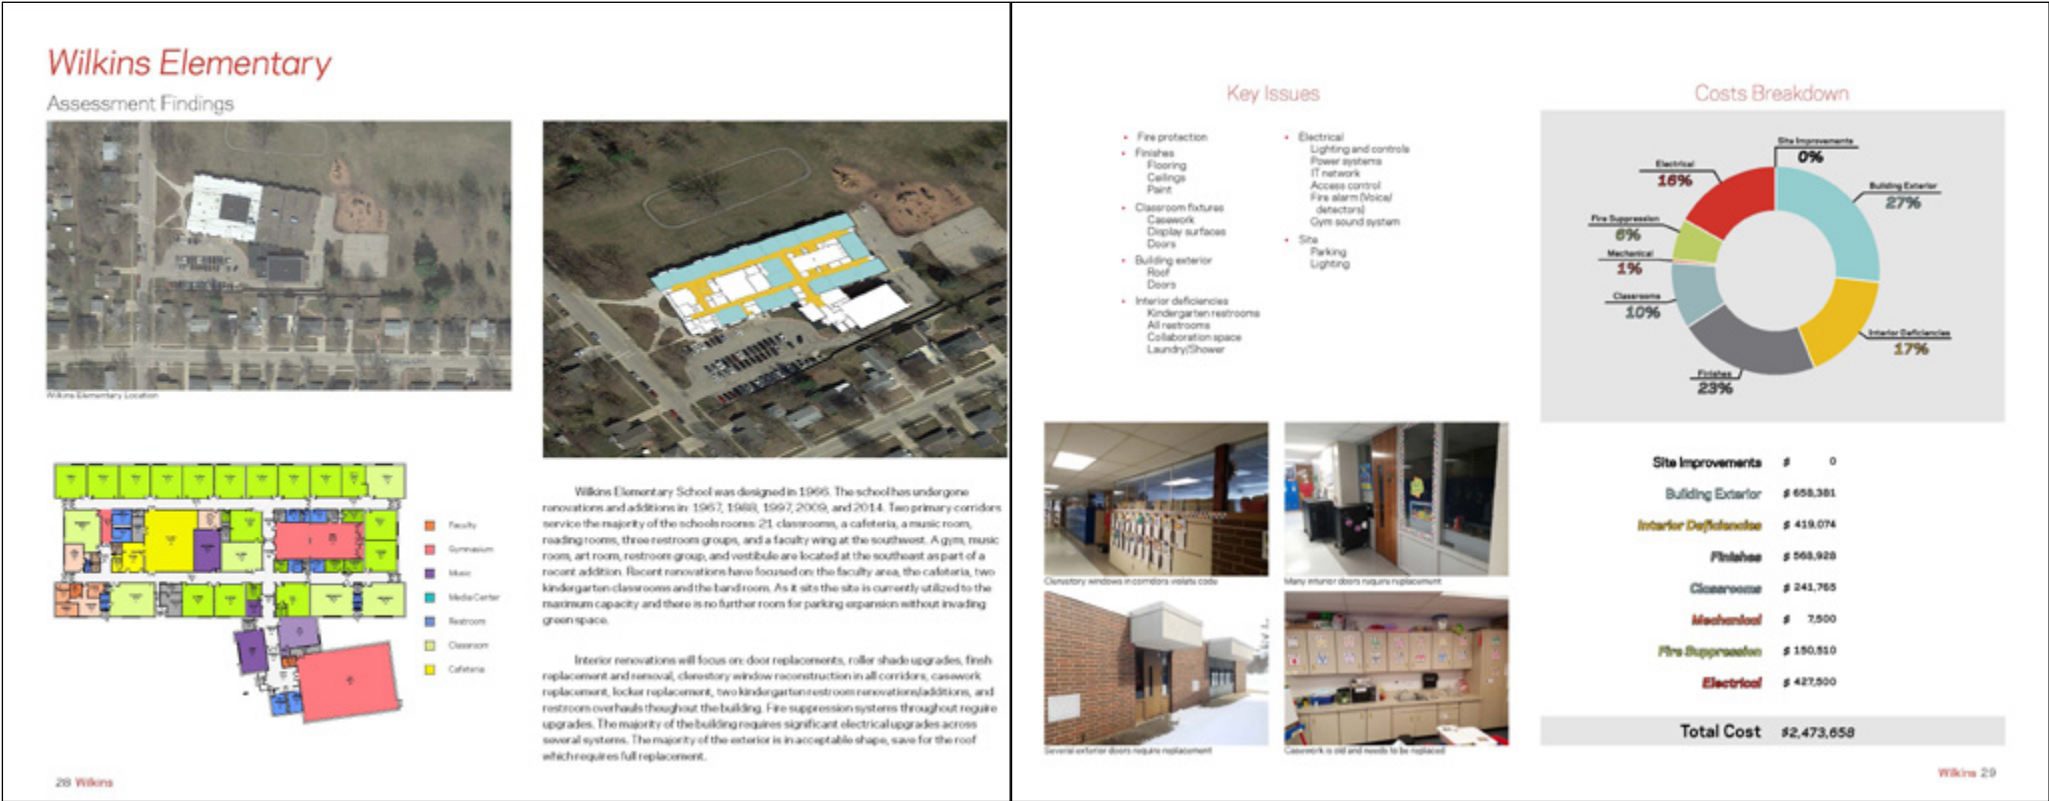 Wilkins Elementary
Assessment Findings
Wilkins Elementary Location
Faculty
Gymnasium
Music
Media Center
Restroom
Classroom
Cafeteria
Wilkins Elementary School was designed in 1966. The school has undergone
renovations and additions in: 1967, 1988, 1997, 2009, and 2014. Two primary corridors
service the majority of the schools rooms: 21 classrooms, a cafeteria, a music room,
reading rooms, three restroom groups, and a faculty wing at the southwest. A gym, music
room, art room, restroom group, and vestibule are located at the southeast as part of a
recent addition. Recent renovations have focused on: the faculty area, the cafeteria, two
kindergarten classrooms and the band room. As it sits the site is currently utilized to the
maximum capacity and there is no further room for parking expansion without invading
green space.
Interior renovations will focus on: door replacements, roller shade upgrades, finsh
replacement and removal, clerestory window reconstruction in all corridors, casework
replacement, locker replacement, two kindergarten restroom renovations/additions, and
restroom overhauls thoughout the building. Fire suppression systems throughout require
upgrades. The majority of the building requires significant electrical upgrades across
several systems. The majority of the exterior is in acceptable shape, save for the roof
which requires full replacement.
28 Wilkins
Key Issues
• Fire protection
• Finishes
Flooring
Ceilings
Paint
• Classroom fixtures
Casework
Display surfaces
Doors
• Building exterior
Roof
Doors
• Interior deficiencies
Kindergarten restrooms
All restrooms
Collaboration space
Laundry/Shower
• Electrical
Lighting and controls
Power systems
IT network
Access control
Fire alarm (Voice/
detectors)
Gym sound system
• Site
Parking
Lighting
Clerestory windows in corridors violate code
Many interior doors require replacement
Several exterior doors require replacement
Casework is old and needs to be replaced
Costs Breakdown
Site Improvements
0%
Electrical
16%
Building Exterior
27%
Fire Suppression
6%
Mechanical
1%
Classrooms
10%
Interior Deficiencies
17%
Finishes
23%
Site Improvements $ 0
Building Exterior $ 658,381
Interior Deficiencies $ 419,074
Finishes $ 568,928
Classrooms $ 241,765
Mechanical $ 7,500
Fire Suppression $ 150,510
Electrical $ 427,500
Total Cost $2,473,658
Wilkins 29